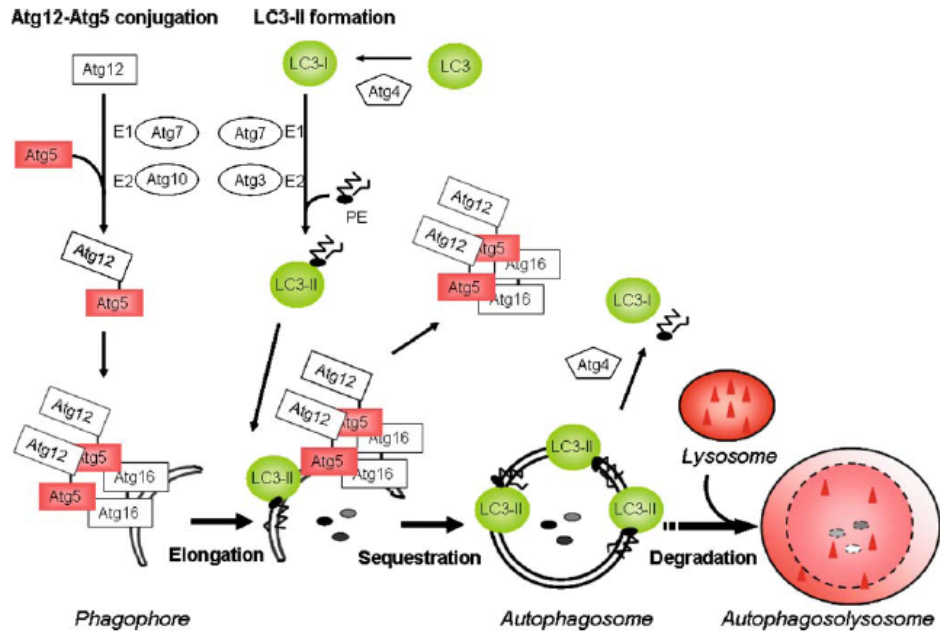 Atg12-Atg5 conjugation
LC3-II formation
Atg12
LC3-I
LC3
Atg4
Atg5
E1
Atg7
Atg7
E1
E2
Atg10
Atg3
E2
PE
Atg12
Atg5
LC3-II
Atg12
Atg12
Atg5
Atg16
Atg5
Atg16
LC3-I
Atg4
Atg12
Atg12
Atg5
Atg16
Atg5
Atg16
Atg12
Atg12
Atg5
Atg16
Atg5
Atg16
LC3-II
LC3-II
LC3-II
LC3-II
Lysosome
Elongation
Sequestration
Degradation
Phagophore
Autophagosome
Autophagosolysosome